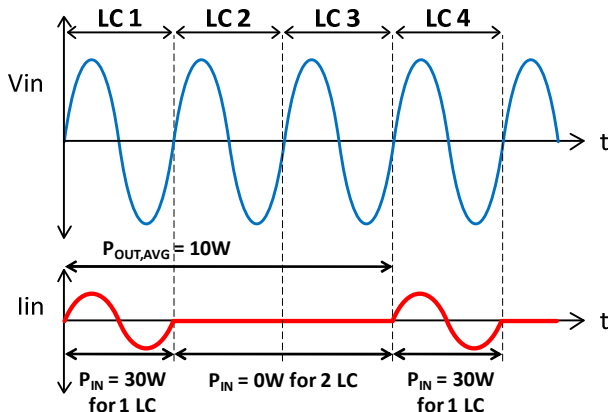 LC 1 LC 2 LC 3 LC 4
Vin
t
POUT,AVG = 10W
Iin
t
PIN = 30W PIN = 0W for 2 LC PIN = 30W
for 1 LC for 1 LC